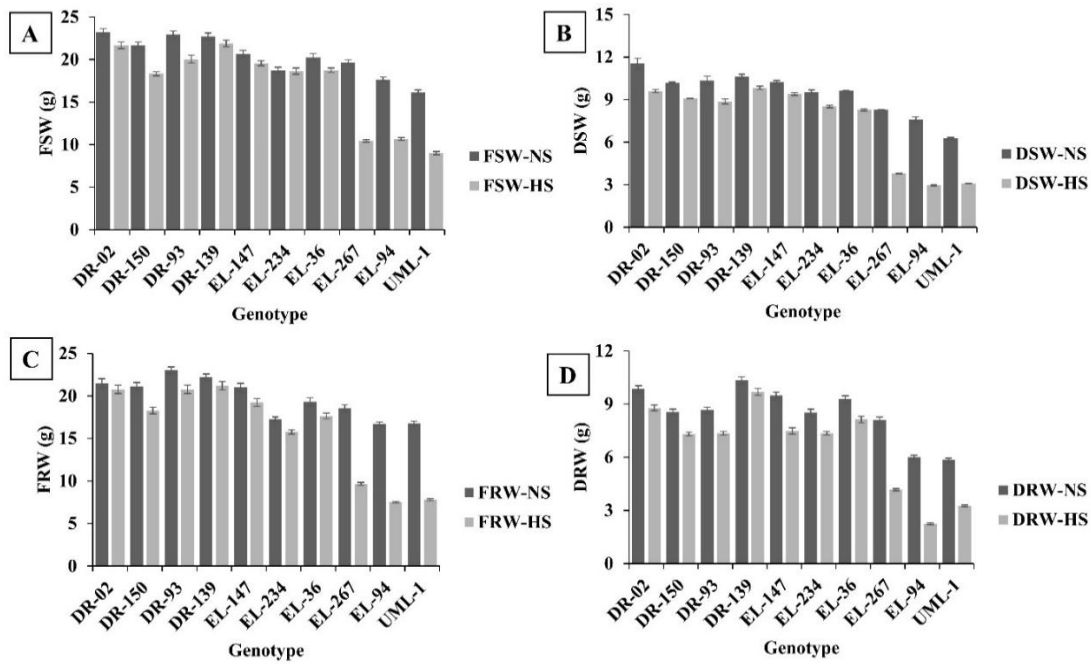 A
25
20
15
10
5
0
FSW (g)
DR-02
DR-150
DR-93
DR-139
EL-147
EL-234
EL-36
EL-267
EL-94
UML-1
Genotype
FSW-NS
FSW-HS
B
15
12
9
6
3
0
DSW (g)
DR-02
DR-150
DR-93
DR-139
EL-147
EL-234
EL-36
EL-267
EL-94
UML-1
Genotype
DSW-NS
DSW-HS
C
25
20
15
10
5
0
FRW (g)
DR-02
DR-150
DR-93
DR-139
EL-147
EL-234
EL-36
EL-267
EL-94
UML-1
Genotype
FRW-NS
FRW-HS
D
12
9
6
3
0
DRW (g)
DR-02
DR-150
DR-93
DR-139
EL-147
EL-234
EL-36
EL-267
EL-94
UML-1
Genotype
DRW-NS
DRW-HS